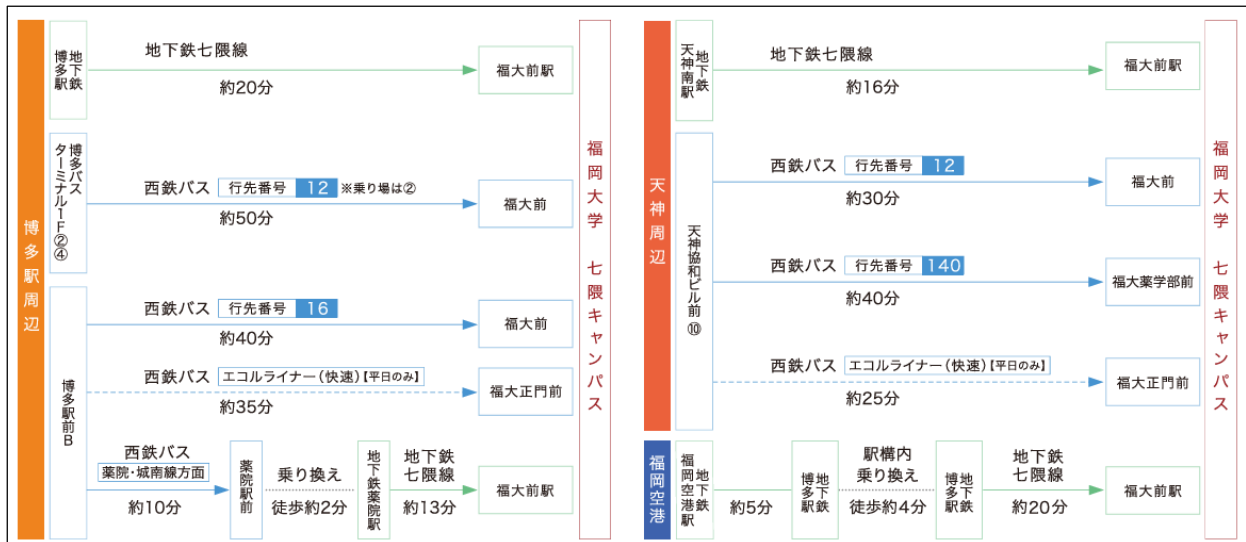 博多駅周辺
地下鉄
博多駅
地下鉄七隈線
約20分
福大前駅
博多バス
ターミナル1F②④
西鉄バス 行先番号 12 ※乗り場は②
約50分
福大前
博多駅前B
西鉄バス 行先番号 16
約40分
福大前
西鉄バス エコルライナー(快速)【平日のみ】
約35分
福大正門前
西鉄バス
薬院・城南線方面
約10分
薬院駅前
乗り換え
徒歩約2分
地下鉄薬院駅
地下鉄
七隈線
約13分
福大前駅
福岡大学 七隈キャンパス
天神周辺
地下鉄
天神南駅
地下鉄七隈線
約16分
福大前駅
天神協和ビル前⑩
西鉄バス 行先番号 12
約30分
福大前
西鉄バス 行先番号 140
約40分
福大薬学部前
西鉄バス エコルライナー(快速)【平日のみ】
約25分
福大正門前
福岡空港
地下鉄
福岡空港駅
約5分
地下鉄
博多駅
駅構内
乗り換え
徒歩約4分
地下鉄
博多駅
地下鉄
七隈線
約20分
福大前駅
福岡大学 七隈キャンパス